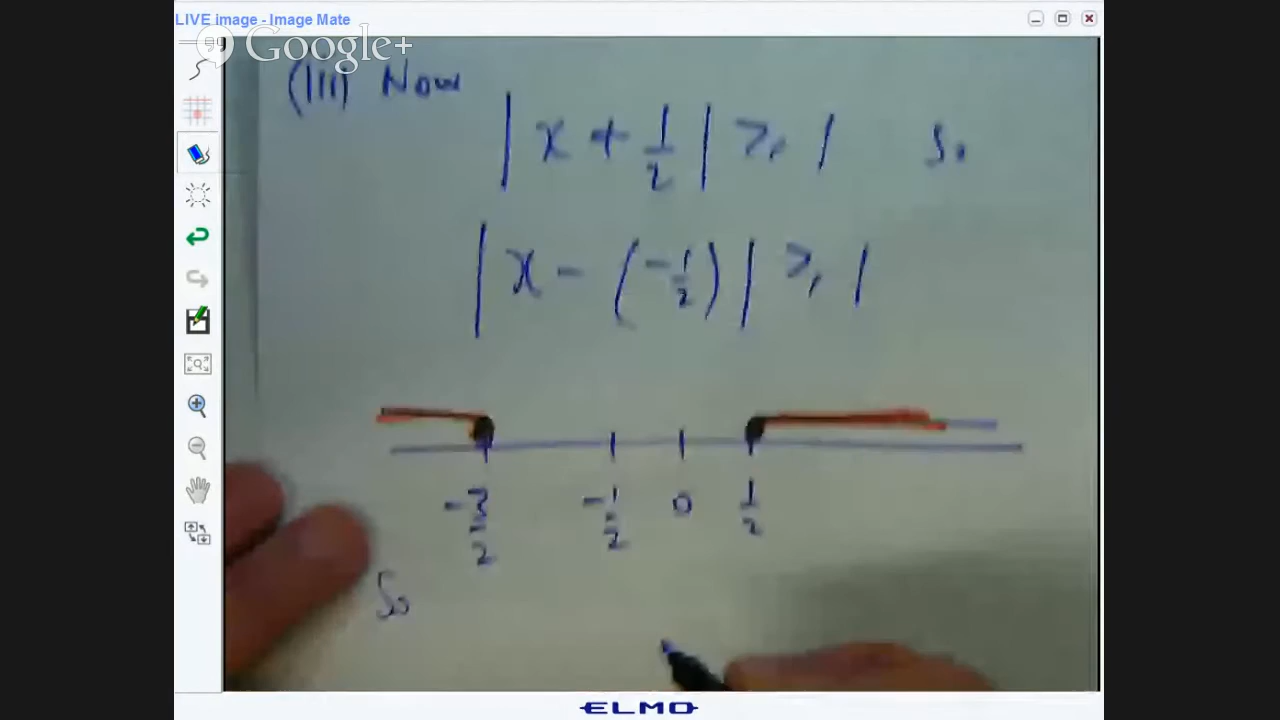 LIVE image - Image Mate
Google+
(iii) Now
| x + 1/2 | ⩾ 1 So
| x - (-1/2) | ⩾ 1
-3/2 -1/2 0 1/2
So
ELMO